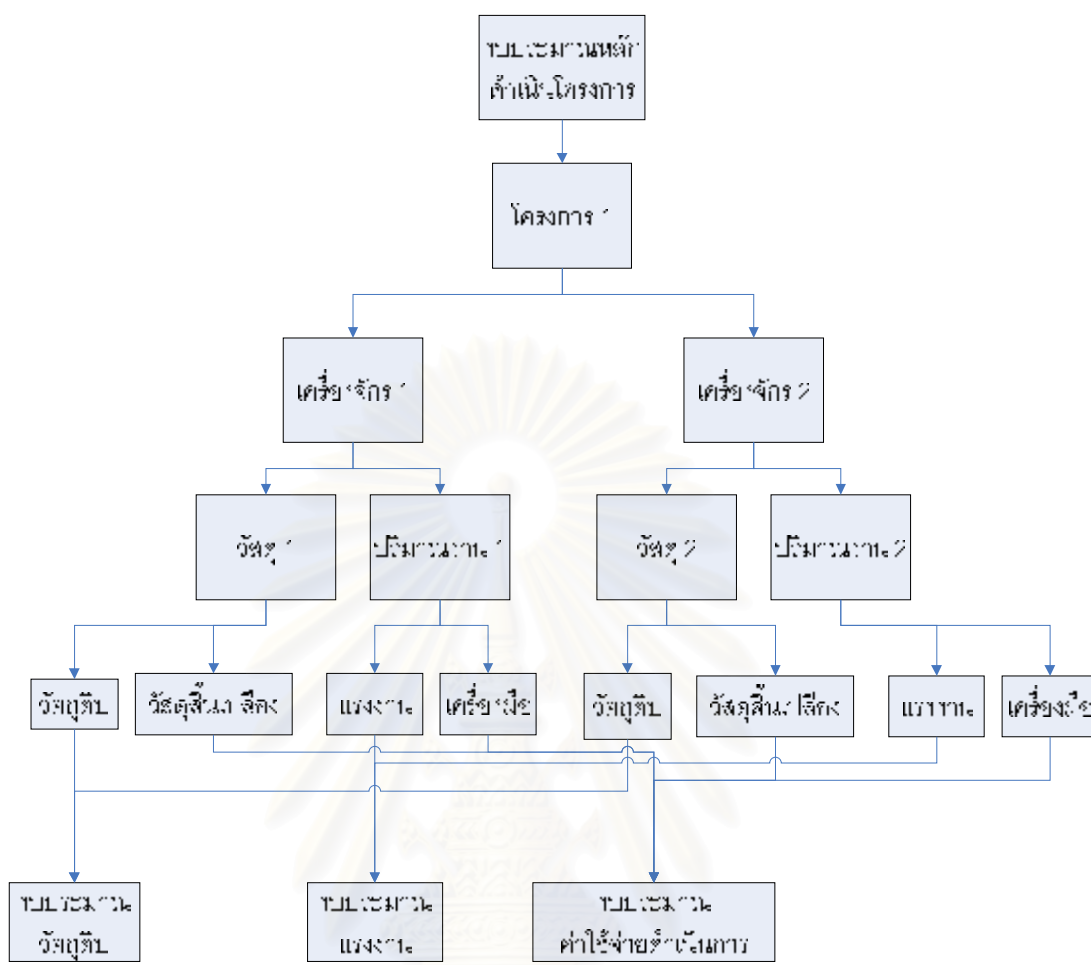 งบประมาณหลัก
ดำเนินโครงการ
โครงการ 1
เครื่องจักร 1
เครื่องจักร 2
วัสดุ 1
ปริมาณงาน 1
วัสดุ 2
ปริมาณงาน 2
วัตถุดิบ
วัสดุสิ้นเปลือง
แรงงาน
เครื่องมือ
วัตถุดิบ
วัสดุสิ้นเปลือง
แรงงาน
เครื่องมือ
งบประมาณ
วัตถุดิบ
งบประมาณ
แรงงาน
งบประมาณ
ค่าใช้จ่ายดำเนินการ